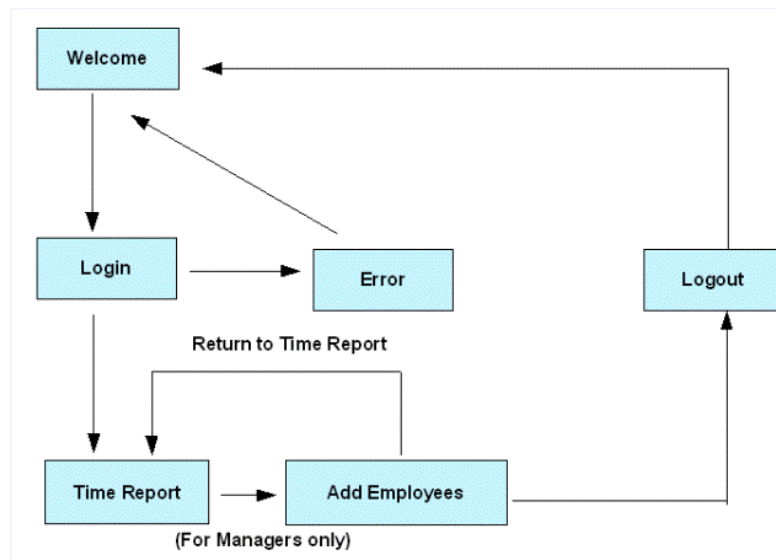 Welcome
Login
Error
Logout
Return to Time Report
Time Report
Add Employees
(For Managers only)